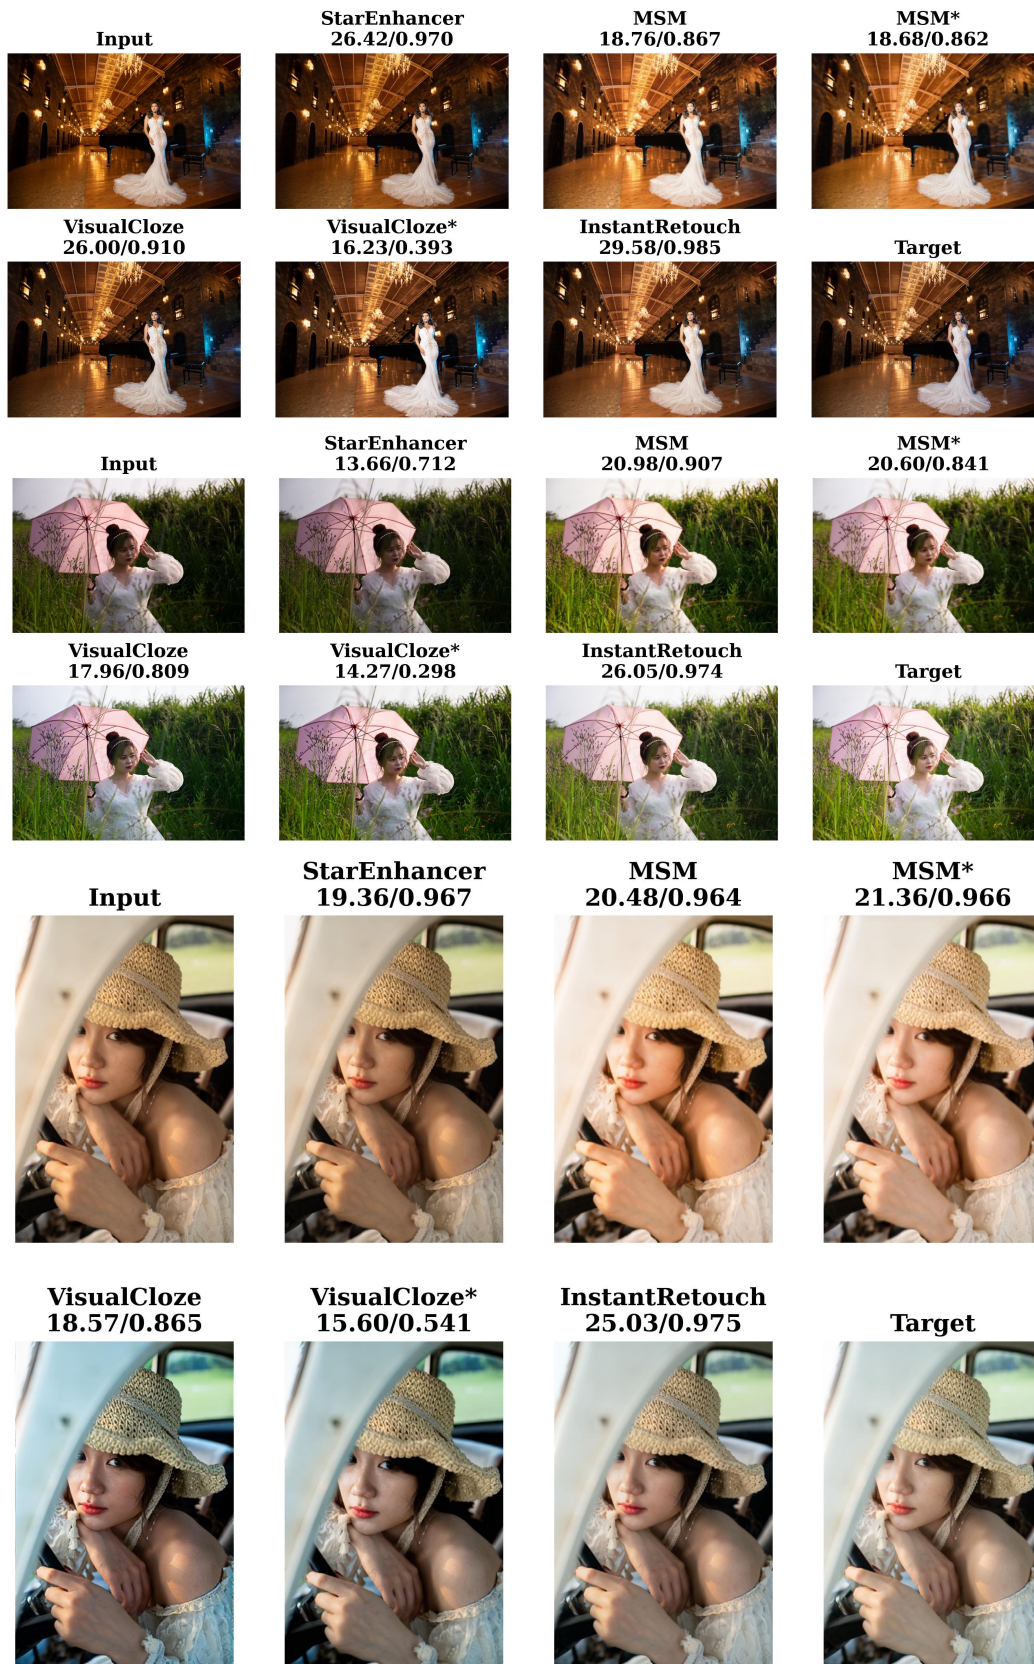 Input
StarEnhancer
26.42/0.970
MSM
18.76/0.867
MSM*
18.68/0.862
VisualCloze
26.00/0.910
VisualCloze*
16.23/0.393
InstantRetouch
29.58/0.985
Target
Input
StarEnhancer
13.66/0.712
MSM
20.98/0.907
MSM*
20.60/0.841
VisualCloze
17.96/0.809
VisualCloze*
14.27/0.298
InstantRetouch
26.05/0.974
Target
Input
StarEnhancer
19.36/0.967
MSM
20.48/0.964
MSM*
21.36/0.966
VisualCloze
18.57/0.865
VisualCloze*
15.60/0.541
InstantRetouch
25.03/0.975
Target